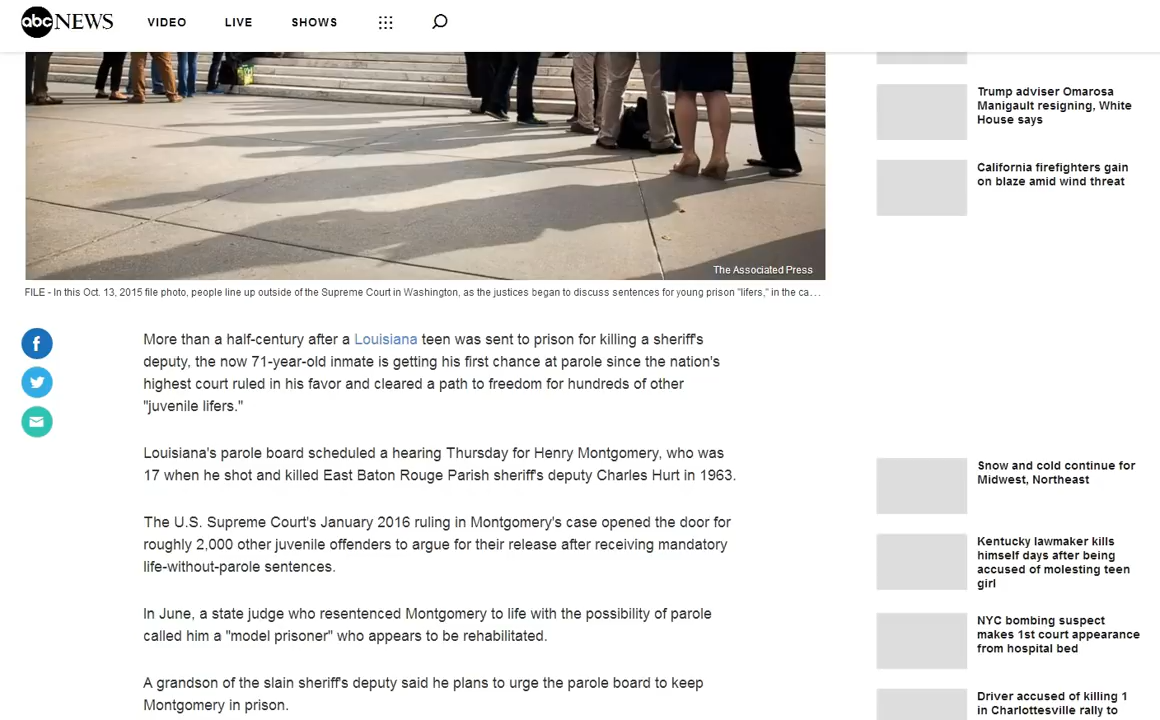 abc NEWS
VIDEO
LIVE
SHOWS
The Associated Press
FILE - In this Oct. 13, 2015 file photo, people line up outside of the Supreme Court in Washington, as the justices began to discuss sentences for young prison "lifers," in the ca...
More than a half-century after a Louisiana teen was sent to prison for killing a sheriff's
deputy, the now 71-year-old inmate is getting his first chance at parole since the nation's
highest court ruled in his favor and cleared a path to freedom for hundreds of other
"juvenile lifers."
Louisiana's parole board scheduled a hearing Thursday for Henry Montgomery, who was
17 when he shot and killed East Baton Rouge Parish sheriff's deputy Charles Hurt in 1963.
The U.S. Supreme Court's January 2016 ruling in Montgomery's case opened the door for
roughly 2,000 other juvenile offenders to argue for their release after receiving mandatory
life-without-parole sentences.
In June, a state judge who resentenced Montgomery to life with the possibility of parole
called him a "model prisoner" who appears to be rehabilitated.
A grandson of the slain sheriff's deputy said he plans to urge the parole board to keep
Montgomery in prison.
Trump adviser Omarosa
Manigault resigning, White
House says
California firefighters gain
on blaze amid wind threat
Snow and cold continue for
Midwest, Northeast
Kentucky lawmaker kills
himself days after being
accused of molesting teen
girl
NYC bombing suspect
makes 1st court appearance
from hospital bed
Driver accused of killing 1
in Charlottesville rally to